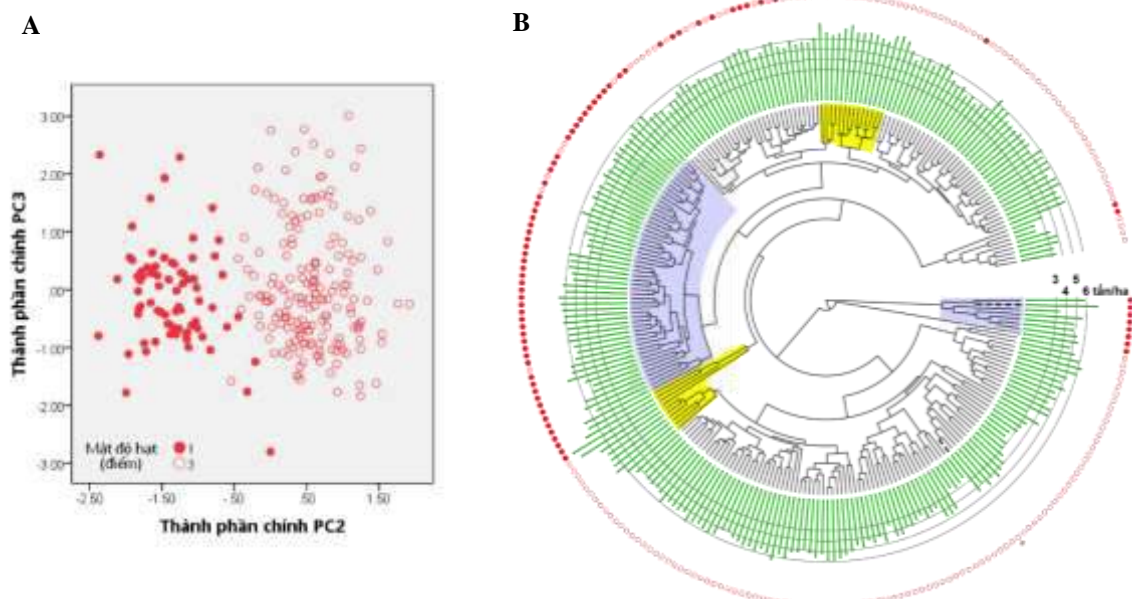 A
B
3.00
2.00
1.00
.00
-1.00
-2.00
-3.00
Thành phần chính PC3
Mật độ hạt
(điểm)
1
3
-2.50
-1.50
-.50
.50
1.50
Thành phần chính PC2
3 5
4 6 tấn/ha